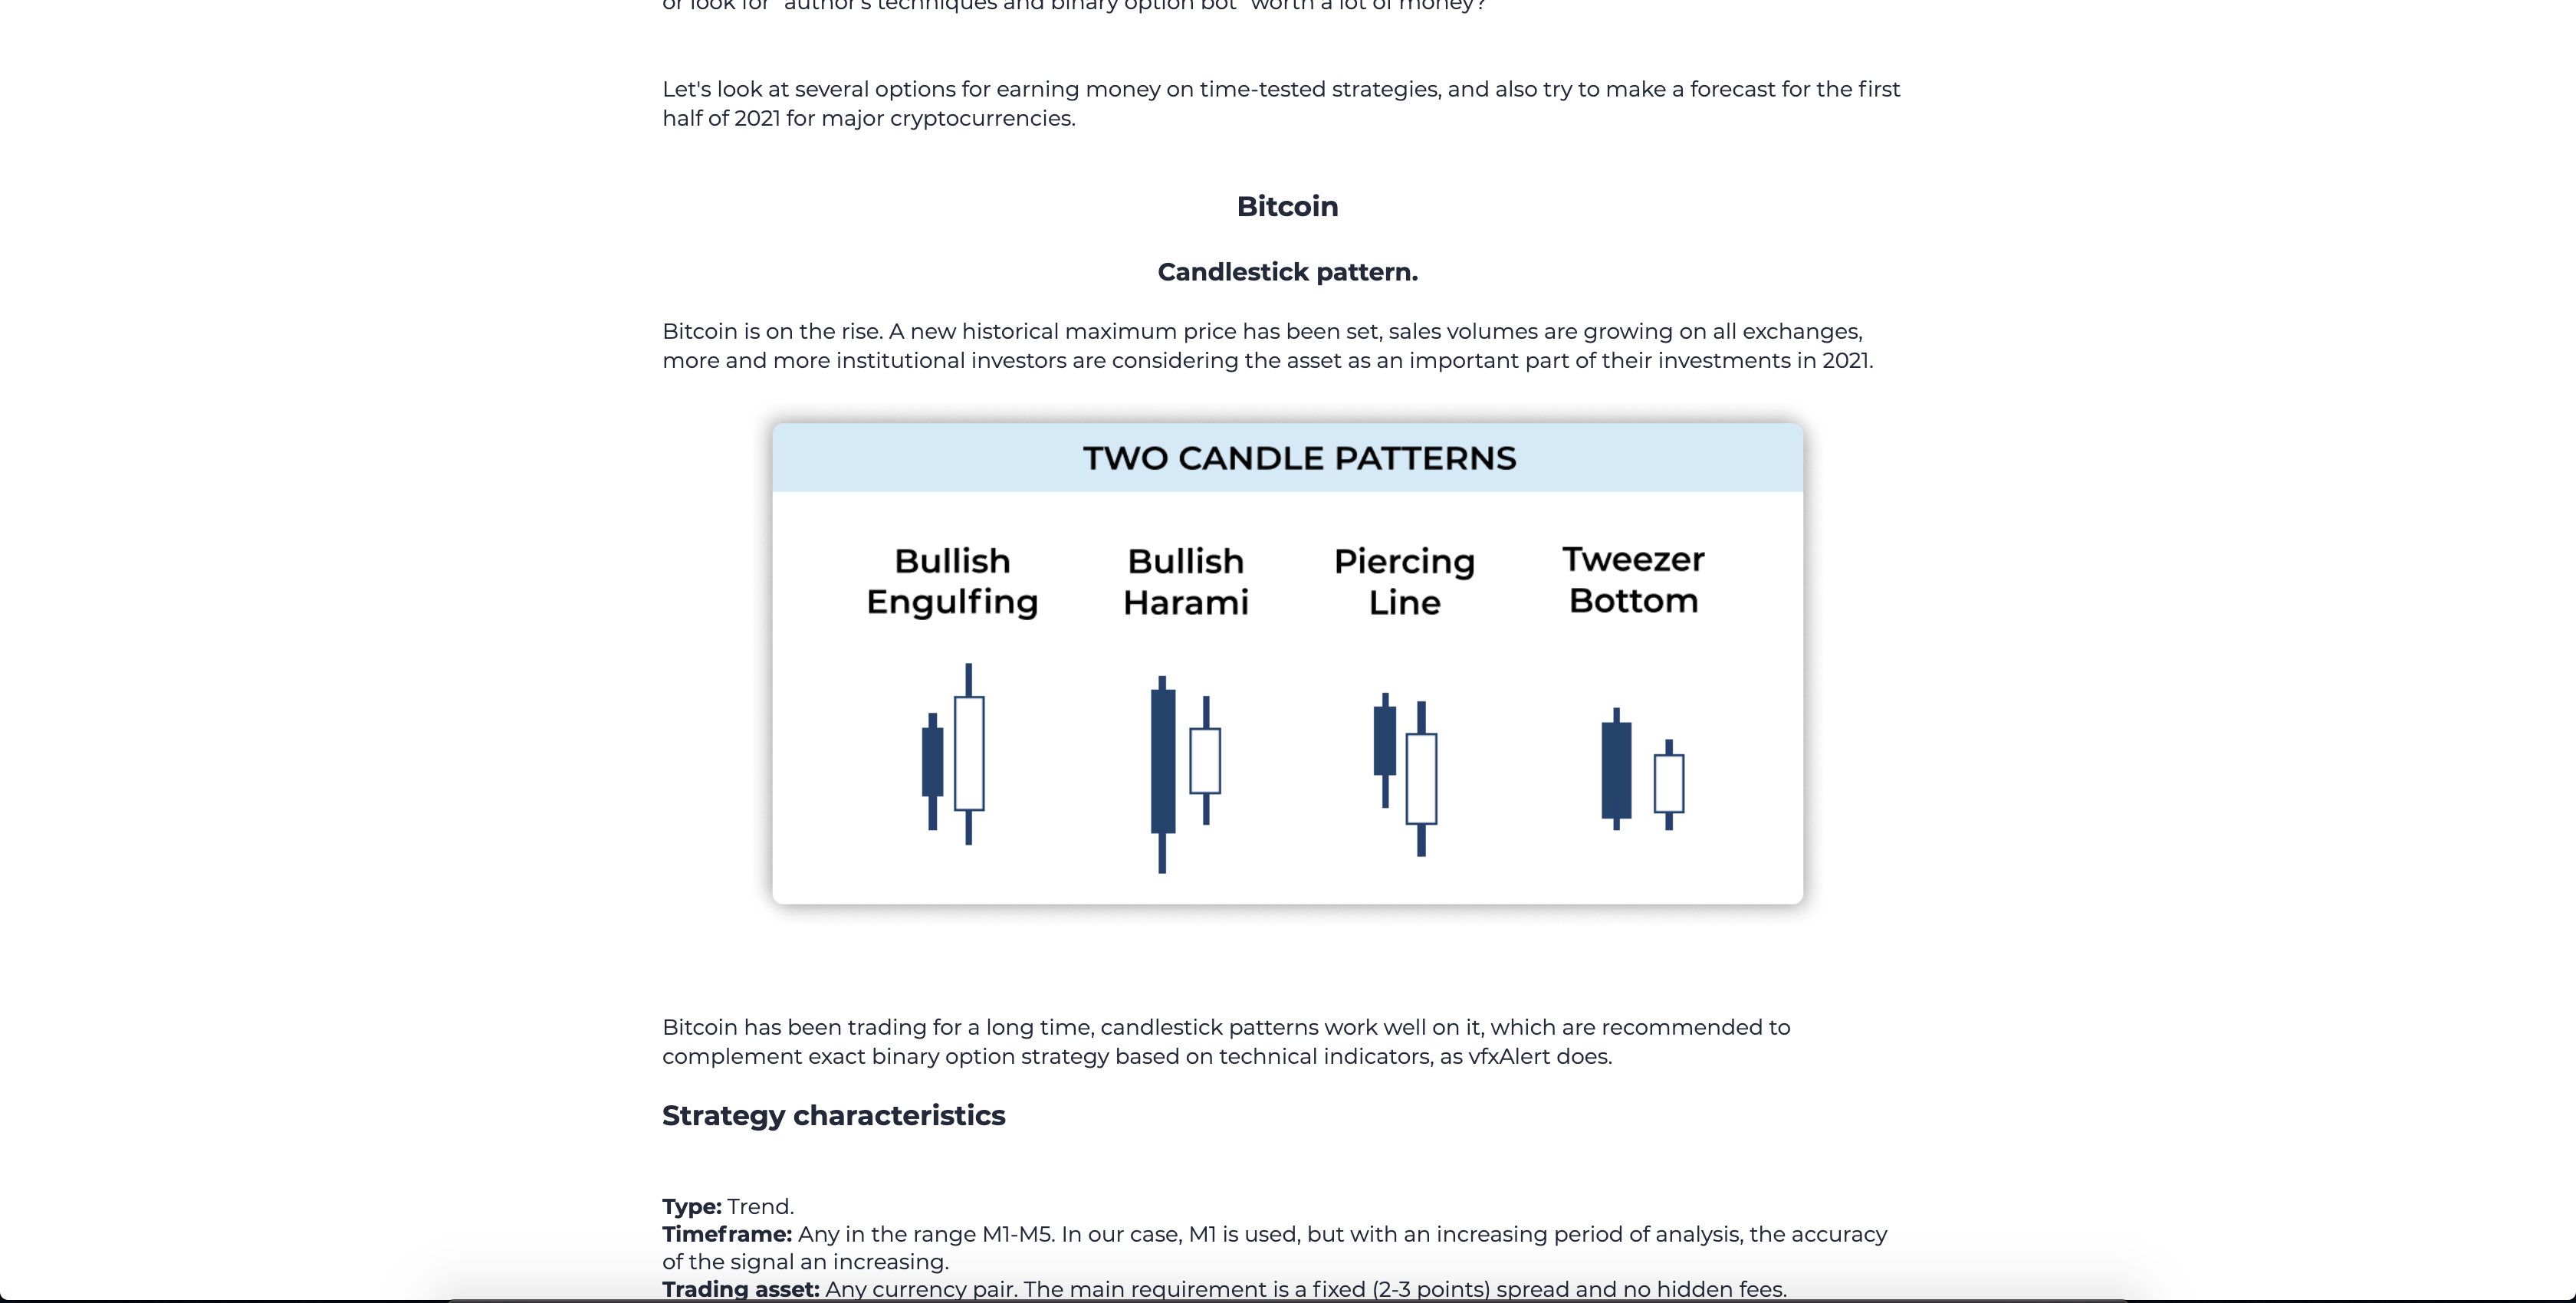 or look for "author's techniques and binary option bot" worth a lot of money?
Let's look at several options for earning money on time-tested strategies, and also try to make a forecast for the first
half of 2021 for major cryptocurrencies.
Bitcoin
Candlestick pattern.
Bitcoin is on the rise. A new historical maximum price has been set, sales volumes are growing on all exchanges,
more and more institutional investors are considering the asset as an important part of their investments in 2021.
TWO CANDLE PATTERNS
Bullish
Engulfing
Bullish
Harami
Piercing
Line
Tweezer
Bottom
Bitcoin has been trading for a long time, candlestick patterns work well on it, which are recommended to
complement exact binary option strategy based on technical indicators, as vfxAlert does.
Strategy characteristics
Type: Trend.
Timeframe: Any in the range M1-M5. In our case, M1 is used, but with an increasing period of analysis, the accuracy
of the signal an increasing.
Trading asset: Any currency pair. The main requirement is a fixed (2-3 points) spread and no hidden fees.